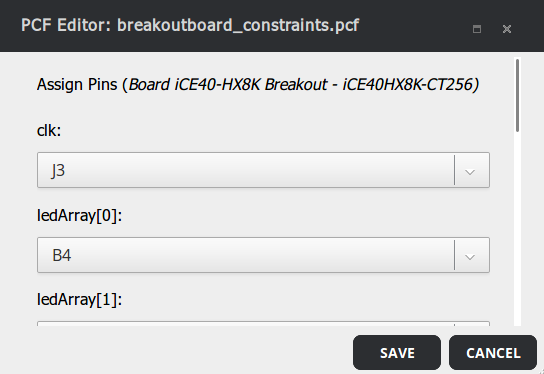 PCF Editor: breakoutboard_constraints.pcf
Assign Pins (Board iCE40-HX8K Breakout - iCE40HX8K-CT256)
clk:
J3
ledArray[0]:
B4
ledArray[1]:
SAVE CANCEL